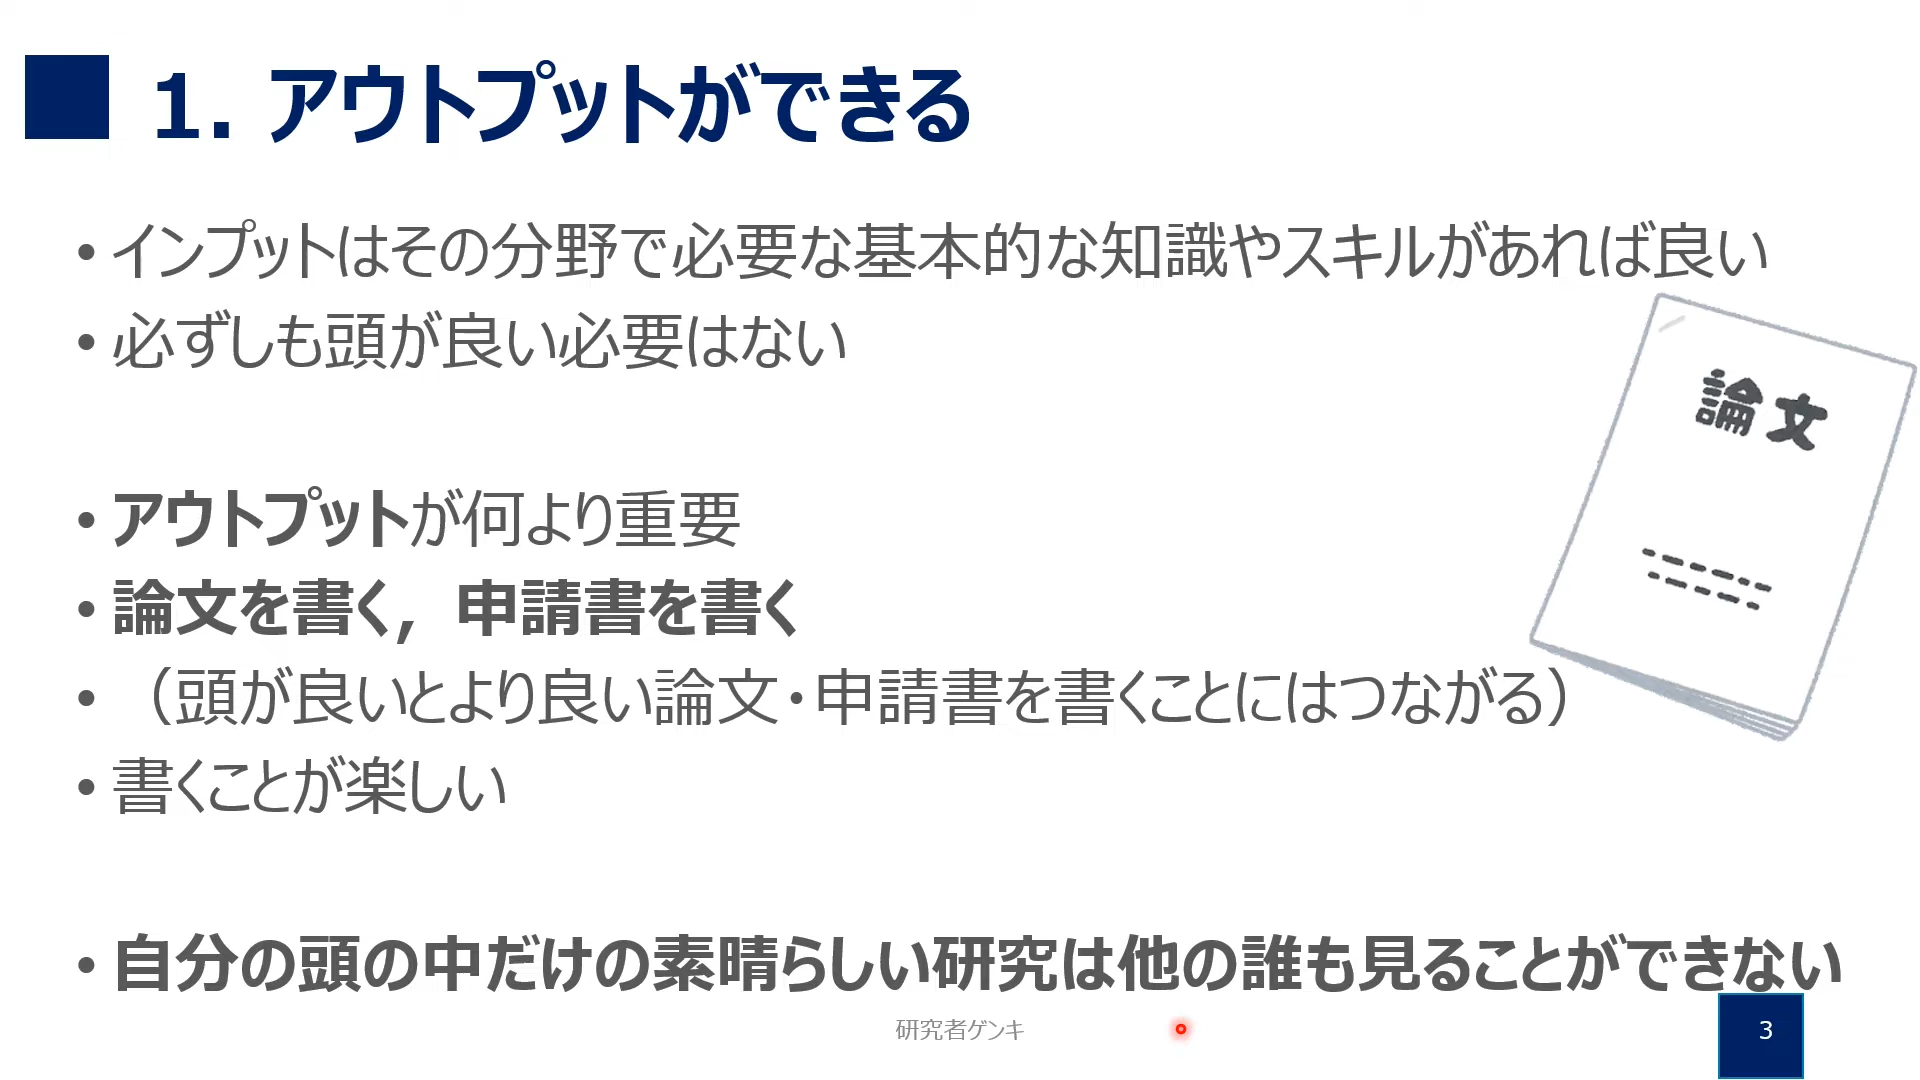 1. アウトプットができる
• インプットはその分野で必要な基本的な知識やスキルがあれば良い
• 必ずしも頭が良い必要はない
論文
• アウトプットが何より重要
• 論文を書く，申請書を書く
• （頭が良いとより良い論文・申請書を書くことにはつながる）
• 書くことが楽しい
• 自分の頭の中だけの素晴らしい研究は他の誰も見ることができない
研究者ゲンキ
3